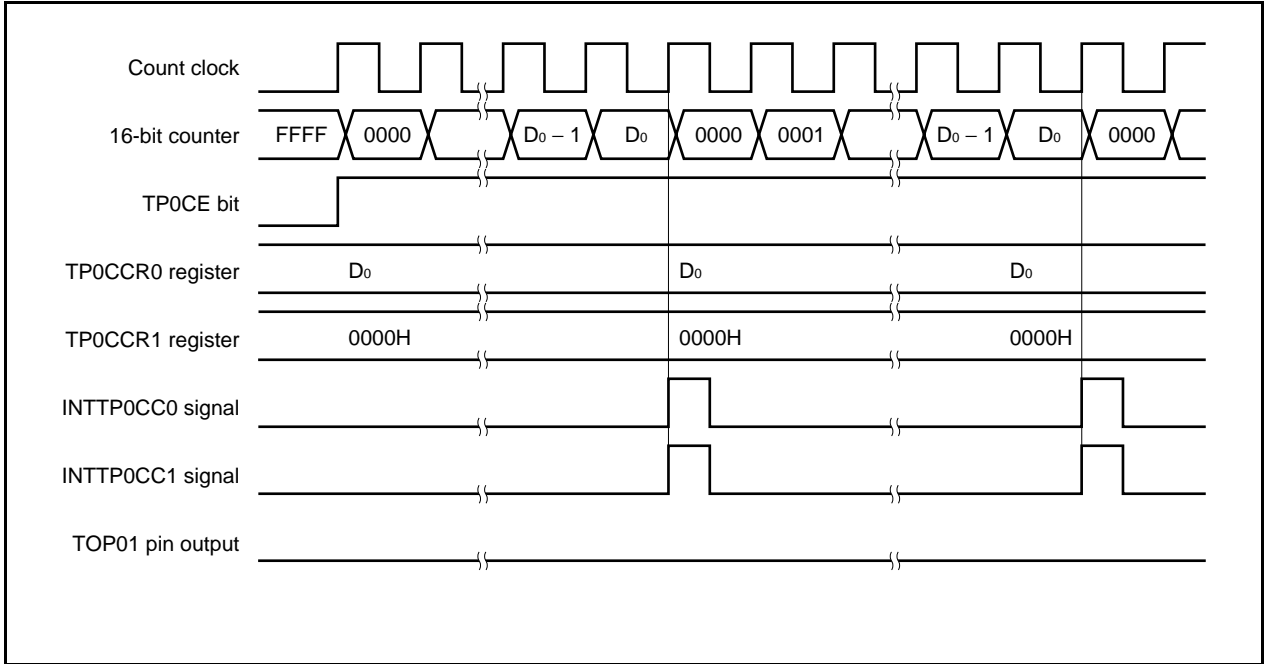 Count clock
16-bit counter FFFF 0000 D0 – 1 D0 0000 0001 D0 – 1 D0 0000
TP0CE bit
TP0CCR0 register D0 D0 D0
TP0CCR1 register 0000H 0000H 0000H
INTTP0CC0 signal
INTTP0CC1 signal
TOP01 pin output